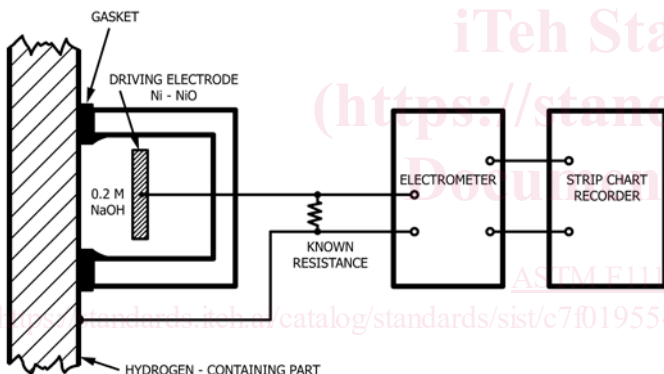 GASKET
iTeh Sta
DRIVING ELECTRODE
Ni - NiO
(https://stand
0.2 M
NaOH
ELECTROMETER
STRIP CHART
RECORDER
Docum
KNOWN
RESISTANCE
ASTM F111
https://standards.iteh.ai/catalog/standards/sist/c7f01955-
HYDROGEN - CONTAINING PART